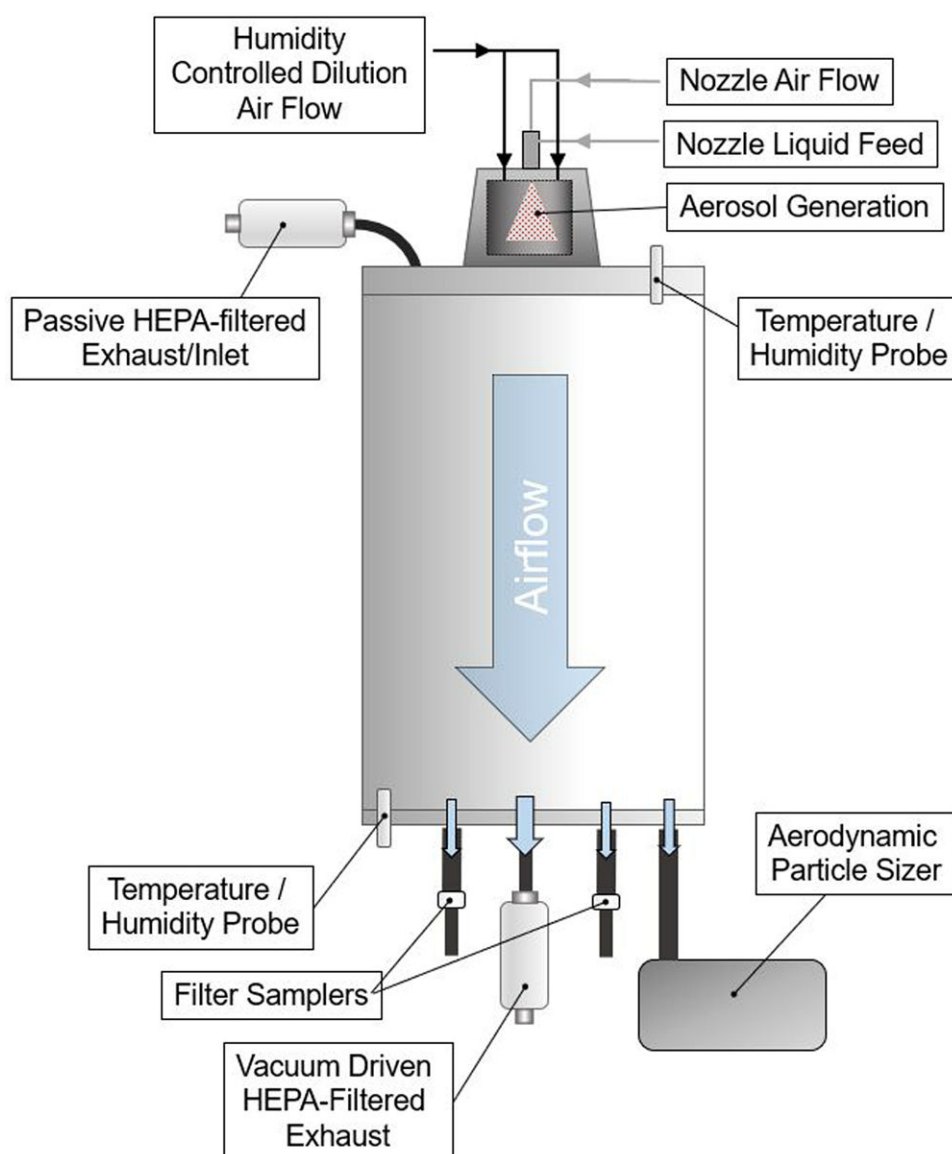 Humidity
Controlled Dilution
Air Flow
Nozzle Air Flow
Nozzle Liquid Feed
Aerosol Generation
Passive HEPA-filtered
Exhaust/Inlet
Temperature /
Humidity Probe
Airflow
Temperature /
Humidity Probe
Aerodynamic
Particle Sizer
Filter Samplers
Vacuum Driven
HEPA-Filtered
Exhaust